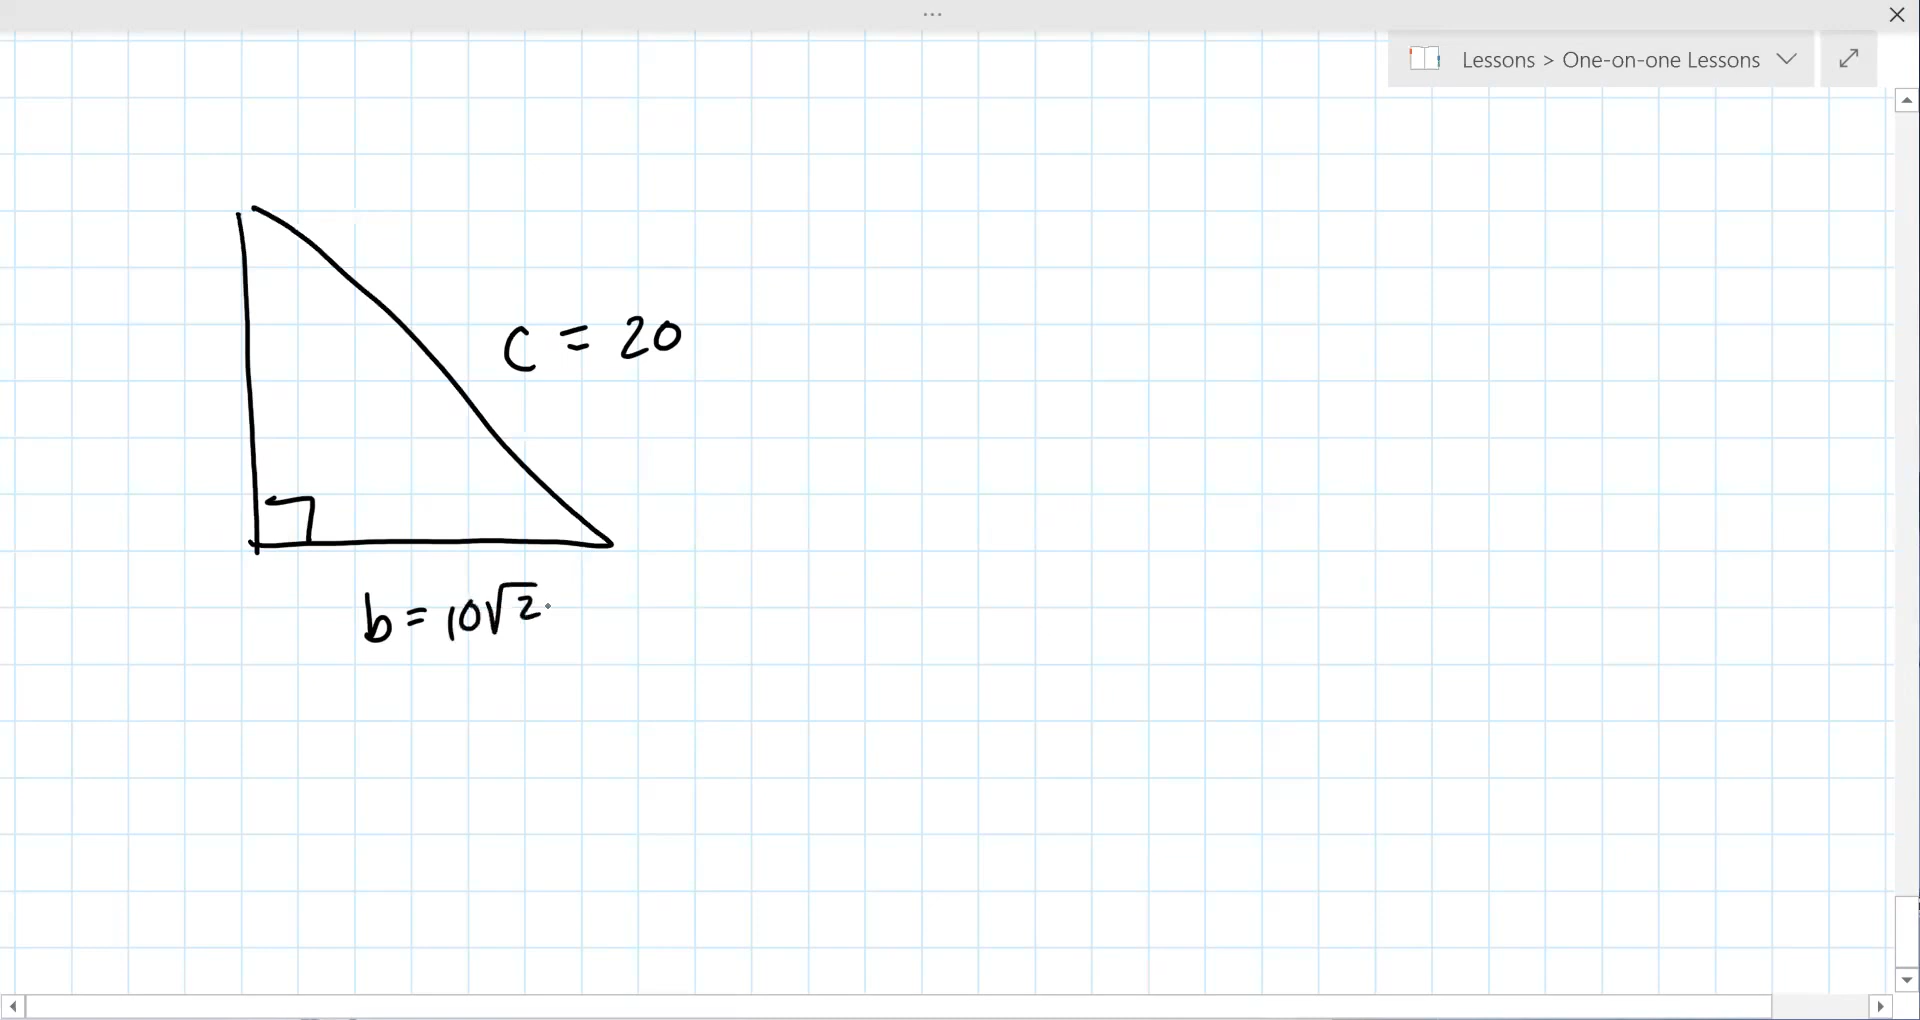 ...
Lessons > One-on-one Lessons
c = 20
b = 10√2